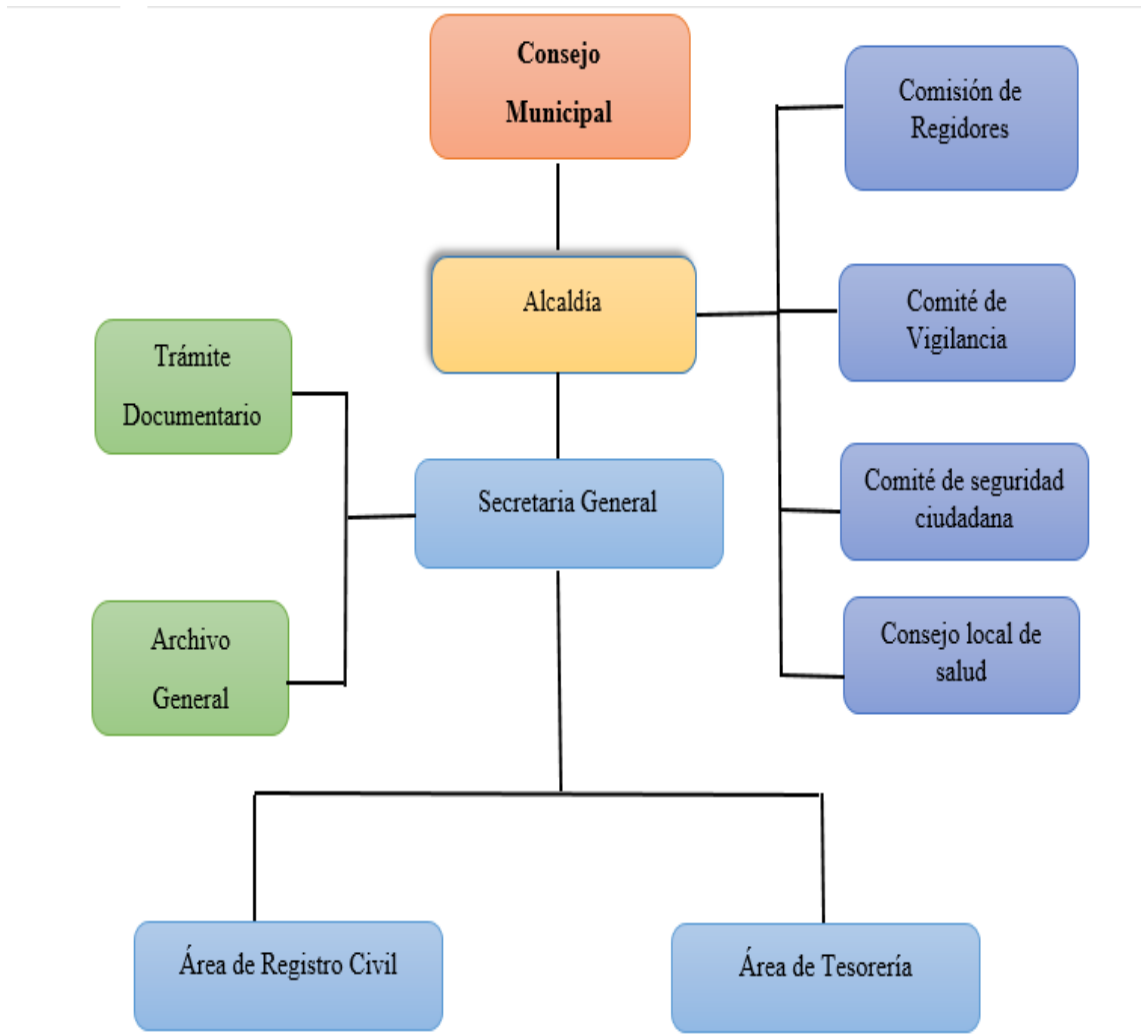 Consejo
Municipal
Comisión de
Regidores
Alcaldía
Comité de
Vigilancia
Trámite
Documentario
Secretaria General
Comité de seguridad
ciudadana
Archivo
General
Consejo local de
salud
Área de Registro Civil
Área de Tesorería